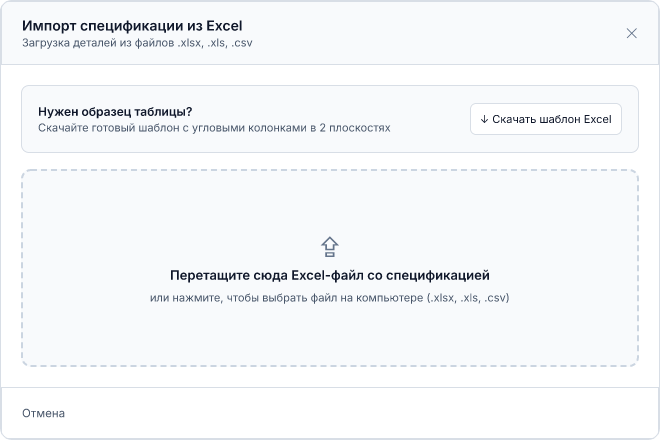 Импорт спецификации из Excel
Загрузка деталей из файлов .xlsx, .xls, .csv
Нужен образец таблицы?
Скачайте готовый шаблон с угловыми колонками в 2 плоскостях
↓ Скачать шаблон Excel
Перетащите сюда Excel-файл со спецификацией
или нажмите, чтобы выбрать файл на компьютере (.xlsx, .xls, .csv)
Отмена